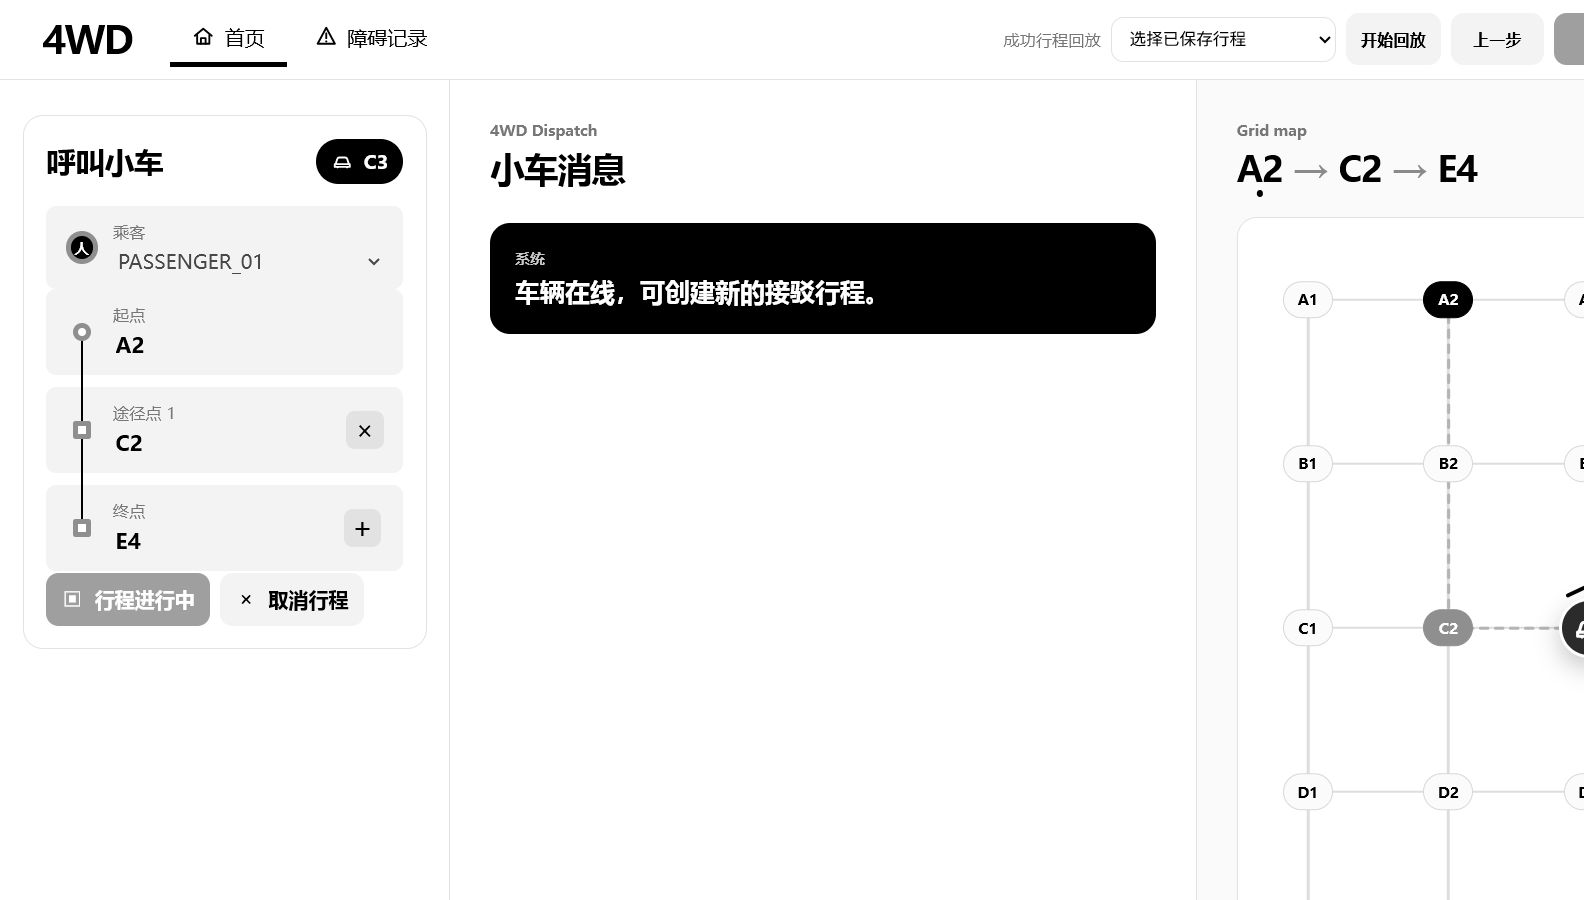 4WD
首页
障碍记录
成功行程回放
选择已保存行程
开始回放
上一步
呼叫小车
C3
人
乘客
PASSENGER_01
起点
A2
途径点 1
C2
×
终点
E4
+
行程进行中
× 取消行程
4WD Dispatch
小车消息
系统
车辆在线，可创建新的接驳行程。
Grid map
A2 → C2 → E4
A1
A2
B1
B2
C1
C2
D1
D2